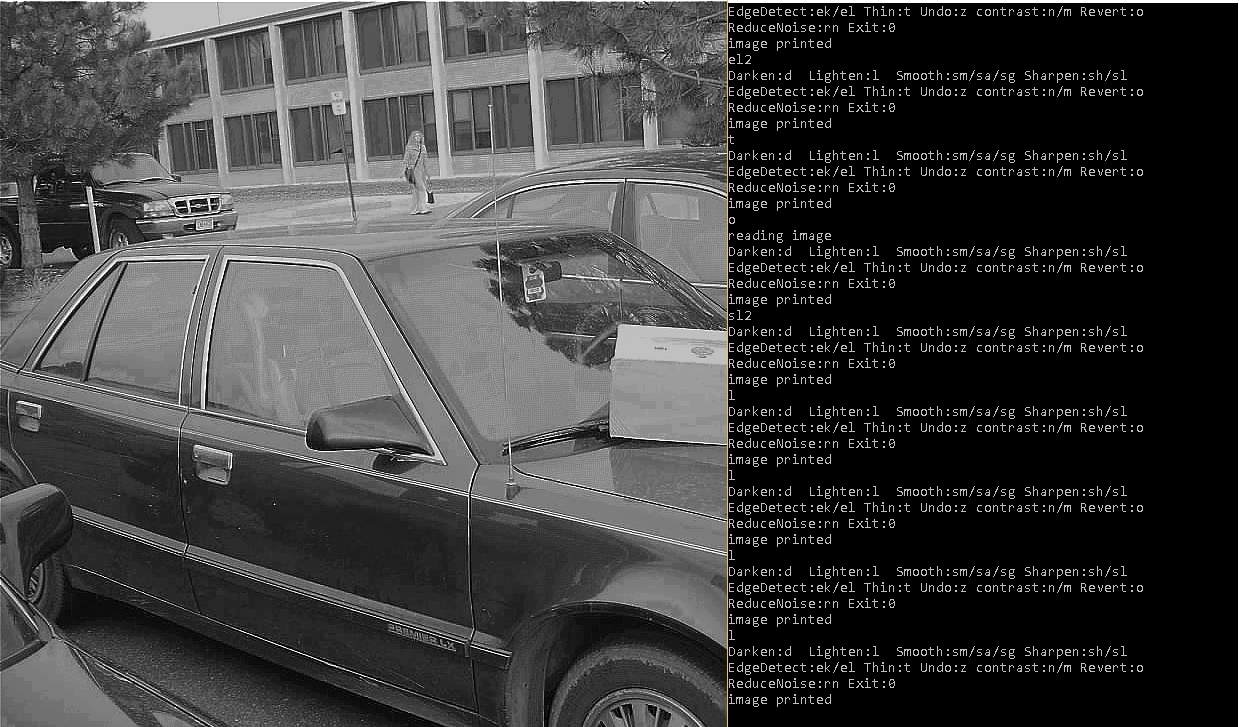 EdgeDetect:ek/el Thin:t Undo:z contrast:n/m Revert:o
ReduceNoise:rn Exit:0
image printed
el2
Darken:d  Lighten:l  Smooth:sm/sa/sg Sharpen:sh/sl
EdgeDetect:ek/el Thin:t Undo:z contrast:n/m Revert:o
ReduceNoise:rn Exit:0
image printed
t
Darken:d  Lighten:l  Smooth:sm/sa/sg Sharpen:sh/sl
EdgeDetect:ek/el Thin:t Undo:z contrast:n/m Revert:o
ReduceNoise:rn Exit:0
image printed
o
reading image
Darken:d  Lighten:l  Smooth:sm/sa/sg Sharpen:sh/sl
EdgeDetect:ek/el Thin:t Undo:z contrast:n/m Revert:o
ReduceNoise:rn Exit:0
image printed
sl2
Darken:d  Lighten:l  Smooth:sm/sa/sg Sharpen:sh/sl
EdgeDetect:ek/el Thin:t Undo:z contrast:n/m Revert:o
ReduceNoise:rn Exit:0
image printed
l
Darken:d  Lighten:l  Smooth:sm/sa/sg Sharpen:sh/sl
EdgeDetect:ek/el Thin:t Undo:z contrast:n/m Revert:o
ReduceNoise:rn Exit:0
image printed
l
Darken:d  Lighten:l  Smooth:sm/sa/sg Sharpen:sh/sl
EdgeDetect:ek/el Thin:t Undo:z contrast:n/m Revert:o
ReduceNoise:rn Exit:0
image printed
l
Darken:d  Lighten:l  Smooth:sm/sa/sg Sharpen:sh/sl
EdgeDetect:ek/el Thin:t Undo:z contrast:n/m Revert:o
ReduceNoise:rn Exit:0
image printed
l
Darken:d  Lighten:l  Smooth:sm/sa/sg Sharpen:sh/sl
EdgeDetect:ek/el Thin:t Undo:z contrast:n/m Revert:o
ReduceNoise:rn Exit:0
image printed
PREMIER LX